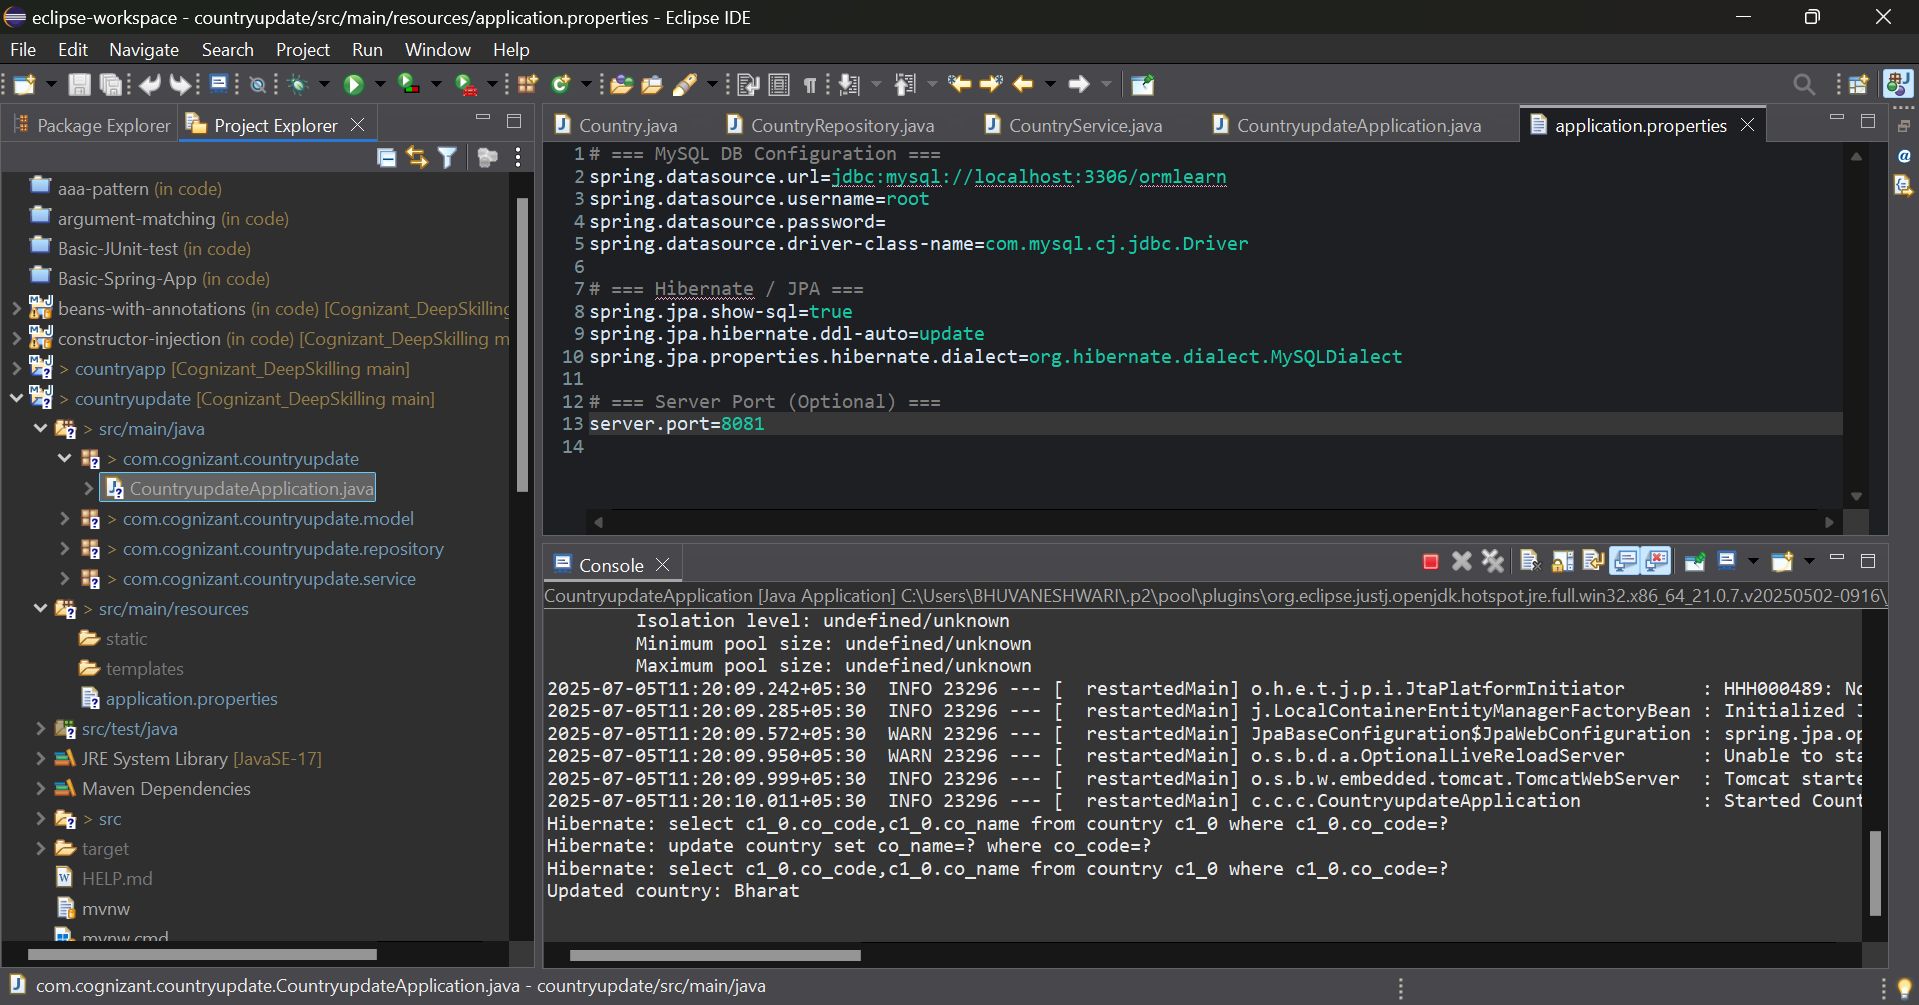 eclipse-workspace - countryupdate/src/main/resources/application.properties - Eclipse IDE
File Edit Navigate Search Project Run Window Help
Package Explorer
Project Explorer
aaa-pattern (in code)
argument-matching (in code)
Basic-JUnit-test (in code)
Basic-Spring-App (in code)
beans-with-annotations (in code) [Cognizant_DeepSkilling
constructor-injection (in code) [Cognizant_DeepSkilling m
> countryapp [Cognizant_DeepSkilling main]
> countryupdate [Cognizant_DeepSkilling main]
> src/main/java
> com.cognizant.countryupdate
CountryupdateApplication.java
> com.cognizant.countryupdate.model
> com.cognizant.countryupdate.repository
> com.cognizant.countryupdate.service
> src/main/resources
static
templates
application.properties
src/test/java
JRE System Library [JavaSE-17]
Maven Dependencies
> src
target
HELP.md
mvnw
mvnw.cmd
Country.java CountryRepository.java CountryService.java CountryupdateApplication.java application.properties
1 # === MySQL DB Configuration ===
2 spring.datasource.url=jdbc:mysql://localhost:3306/ormlearn
3 spring.datasource.username=root
4 spring.datasource.password=
5 spring.datasource.driver-class-name=com.mysql.cj.jdbc.Driver
6
7 # === Hibernate / JPA ===
8 spring.jpa.show-sql=true
9 spring.jpa.hibernate.ddl-auto=update
10 spring.jpa.properties.hibernate.dialect=org.hibernate.dialect.MySQLDialect
11
12 # === Server Port (Optional) ===
13 server.port=8081
14
Console
CountryupdateApplication [Java Application] C:\Users\BHUVANESHWARI\.p2\pool\plugins\org.eclipse.justj.openjdk.hotspot.jre.full.win32.x86_64_21.0.7.v20250502-0916\
Isolation level: undefined/unknown
Minimum pool size: undefined/unknown
Maximum pool size: undefined/unknown
2025-07-05T11:20:09.242+05:30 INFO 23296 --- [ restartedMain] o.h.e.t.j.p.i.JtaPlatformInitiator : HHH000489: No
2025-07-05T11:20:09.285+05:30 INFO 23296 --- [ restartedMain] j.LocalContainerEntityManagerFactoryBean : Initialized J
2025-07-05T11:20:09.572+05:30 WARN 23296 --- [ restartedMain] JpaBaseConfiguration$JpaWebConfiguration : spring.jpa.op
2025-07-05T11:20:09.950+05:30 WARN 23296 --- [ restartedMain] o.s.b.d.a.OptionalLiveReloadServer : Unable to sta
2025-07-05T11:20:09.999+05:30 INFO 23296 --- [ restartedMain] o.s.b.w.embedded.tomcat.TomcatWebServer : Tomcat starte
2025-07-05T11:20:10.011+05:30 INFO 23296 --- [ restartedMain] c.c.c.CountryupdateApplication : Started Count
Hibernate: select c1_0.co_code,c1_0.co_name from country c1_0 where c1_0.co_code=?
Hibernate: update country set co_name=? where co_code=?
Hibernate: select c1_0.co_code,c1_0.co_name from country c1_0 where c1_0.co_code=?
Updated country: Bharat
com.cognizant.countryupdate.CountryupdateApplication.java - countryupdate/src/main/java